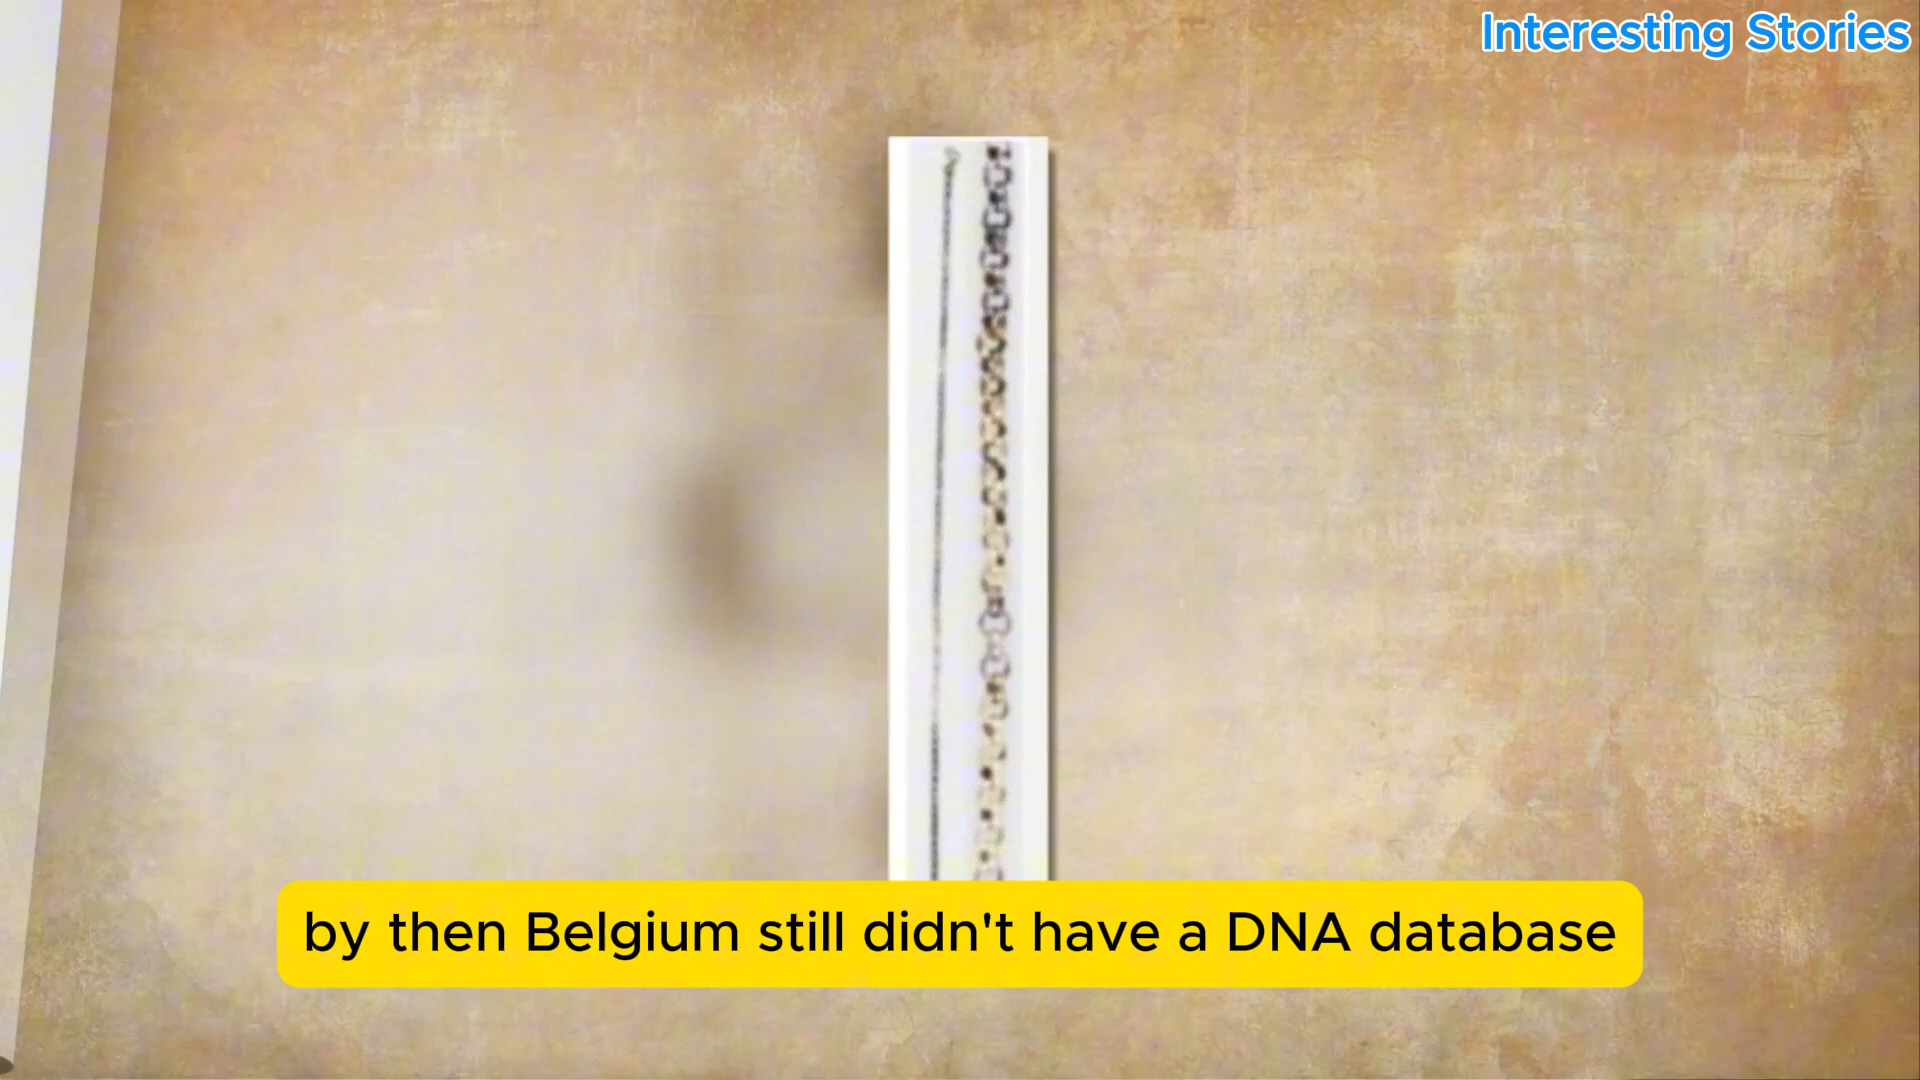 Interesting Stories
by then Belgium still didn't have a DNA database